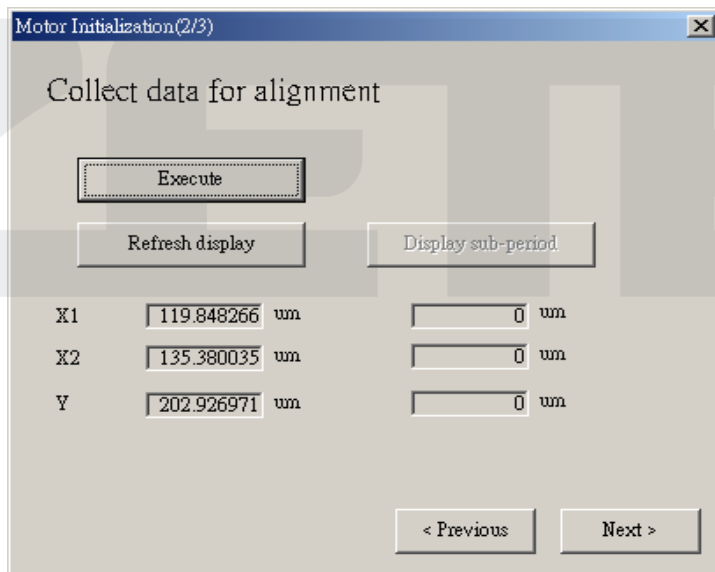 Motor Initialization(2/3)
Collect data for alignment
Execute
Refresh display Display sub-period
X1 119.848266 um 0 um
X2 135.380035 um 0 um
Y 202.926971 um 0 um
< Previous Next >